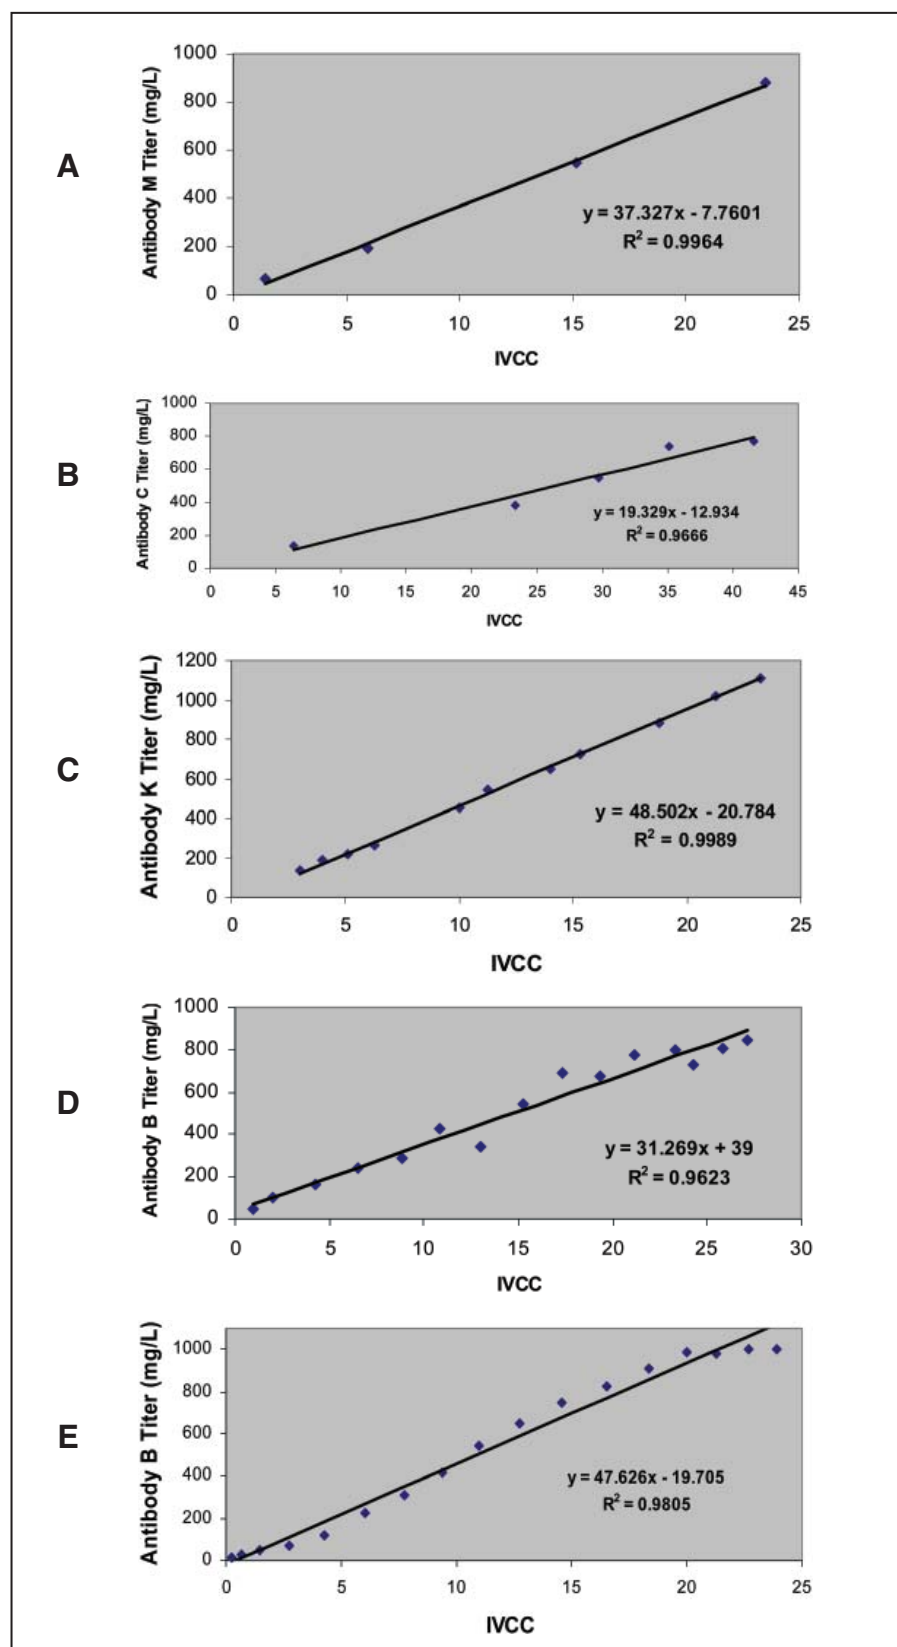 A
Antibody M Titer (mg/L)
1000
800
600
400
200
0
y = 37.327x - 7.7601
R² = 0.9964
0 5 10 15 20 25
IVCC
B
Antibody C Titer (mg/L)
1000
800
600
400
200
0
y = 19.329x - 12.934
R² = 0.9666
0 5 10 15 20 25 30 35 40 45
IVCC
C
Antibody K Titer (mg/L)
1200
1000
800
600
400
200
0
y = 48.502x - 20.784
R² = 0.9989
0 5 10 15 20 25
IVCC
D
Antibody B Titer (mg/L)
1000
800
600
400
200
0
y = 31.269x + 39
R² = 0.9623
0 5 10 15 20 25 30
IVCC
E
Antibody B Titer (mg/L)
1000
800
600
400
200
0
y = 47.626x - 19.705
R² = 0.9805
0 5 10 15 20 25
IVCC